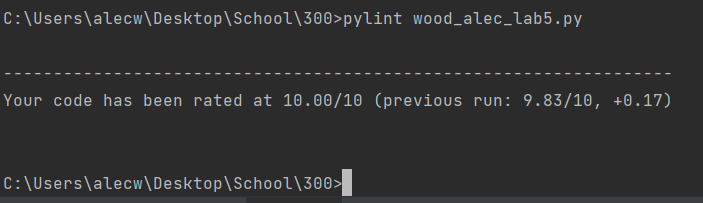 C:\Users\alecw\Desktop\School\300>pylint wood_alec_lab5.py
-------------------------------------------------------------------
Your code has been rated at 10.00/10 (previous run: 9.83/10, +0.17)
C:\Users\alecw\Desktop\School\300>